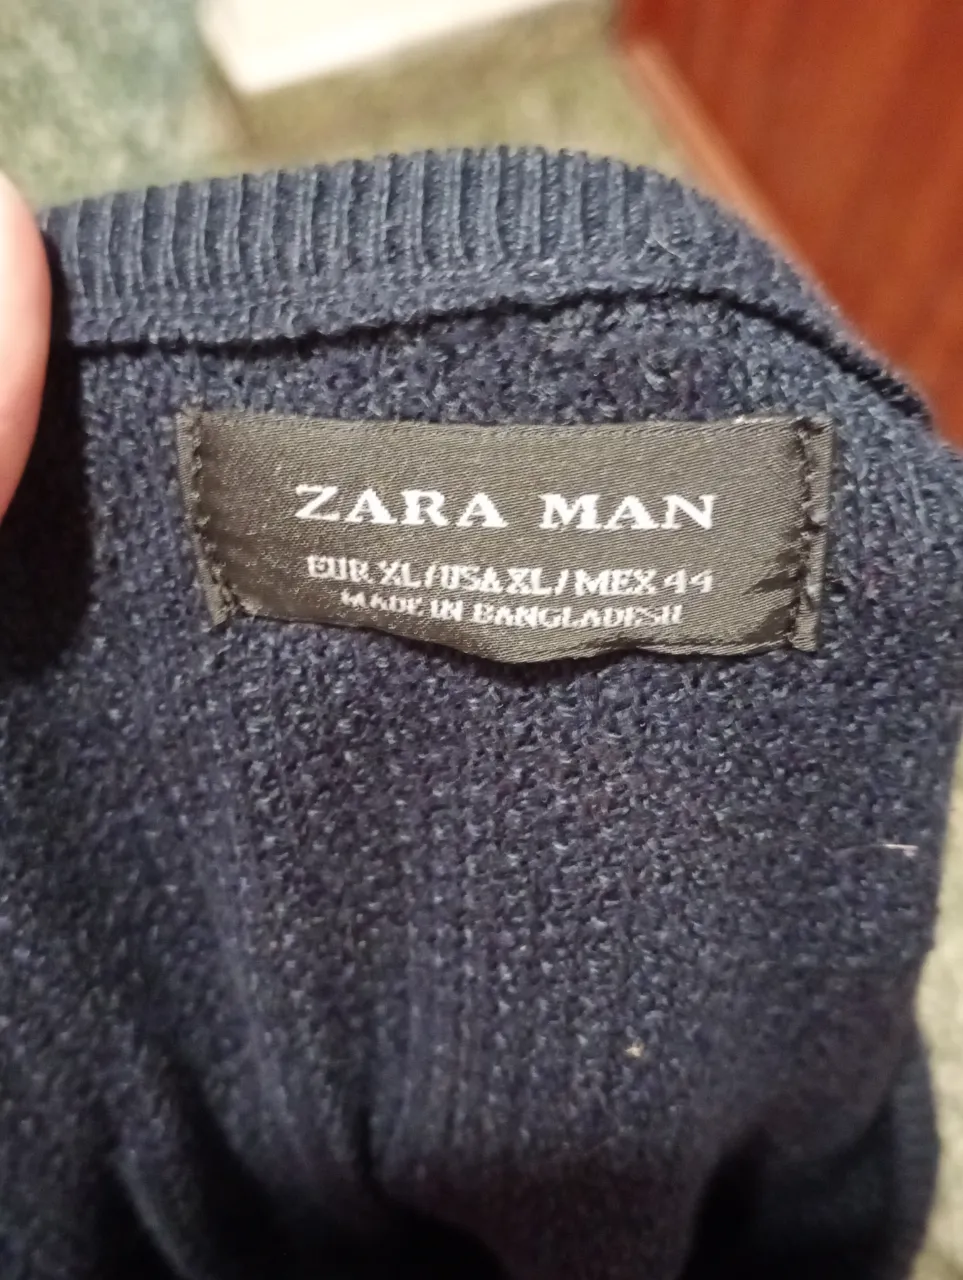 ZARA MAN
EUR XL / USA XL / MEX 44
MADE IN BANGLADESH